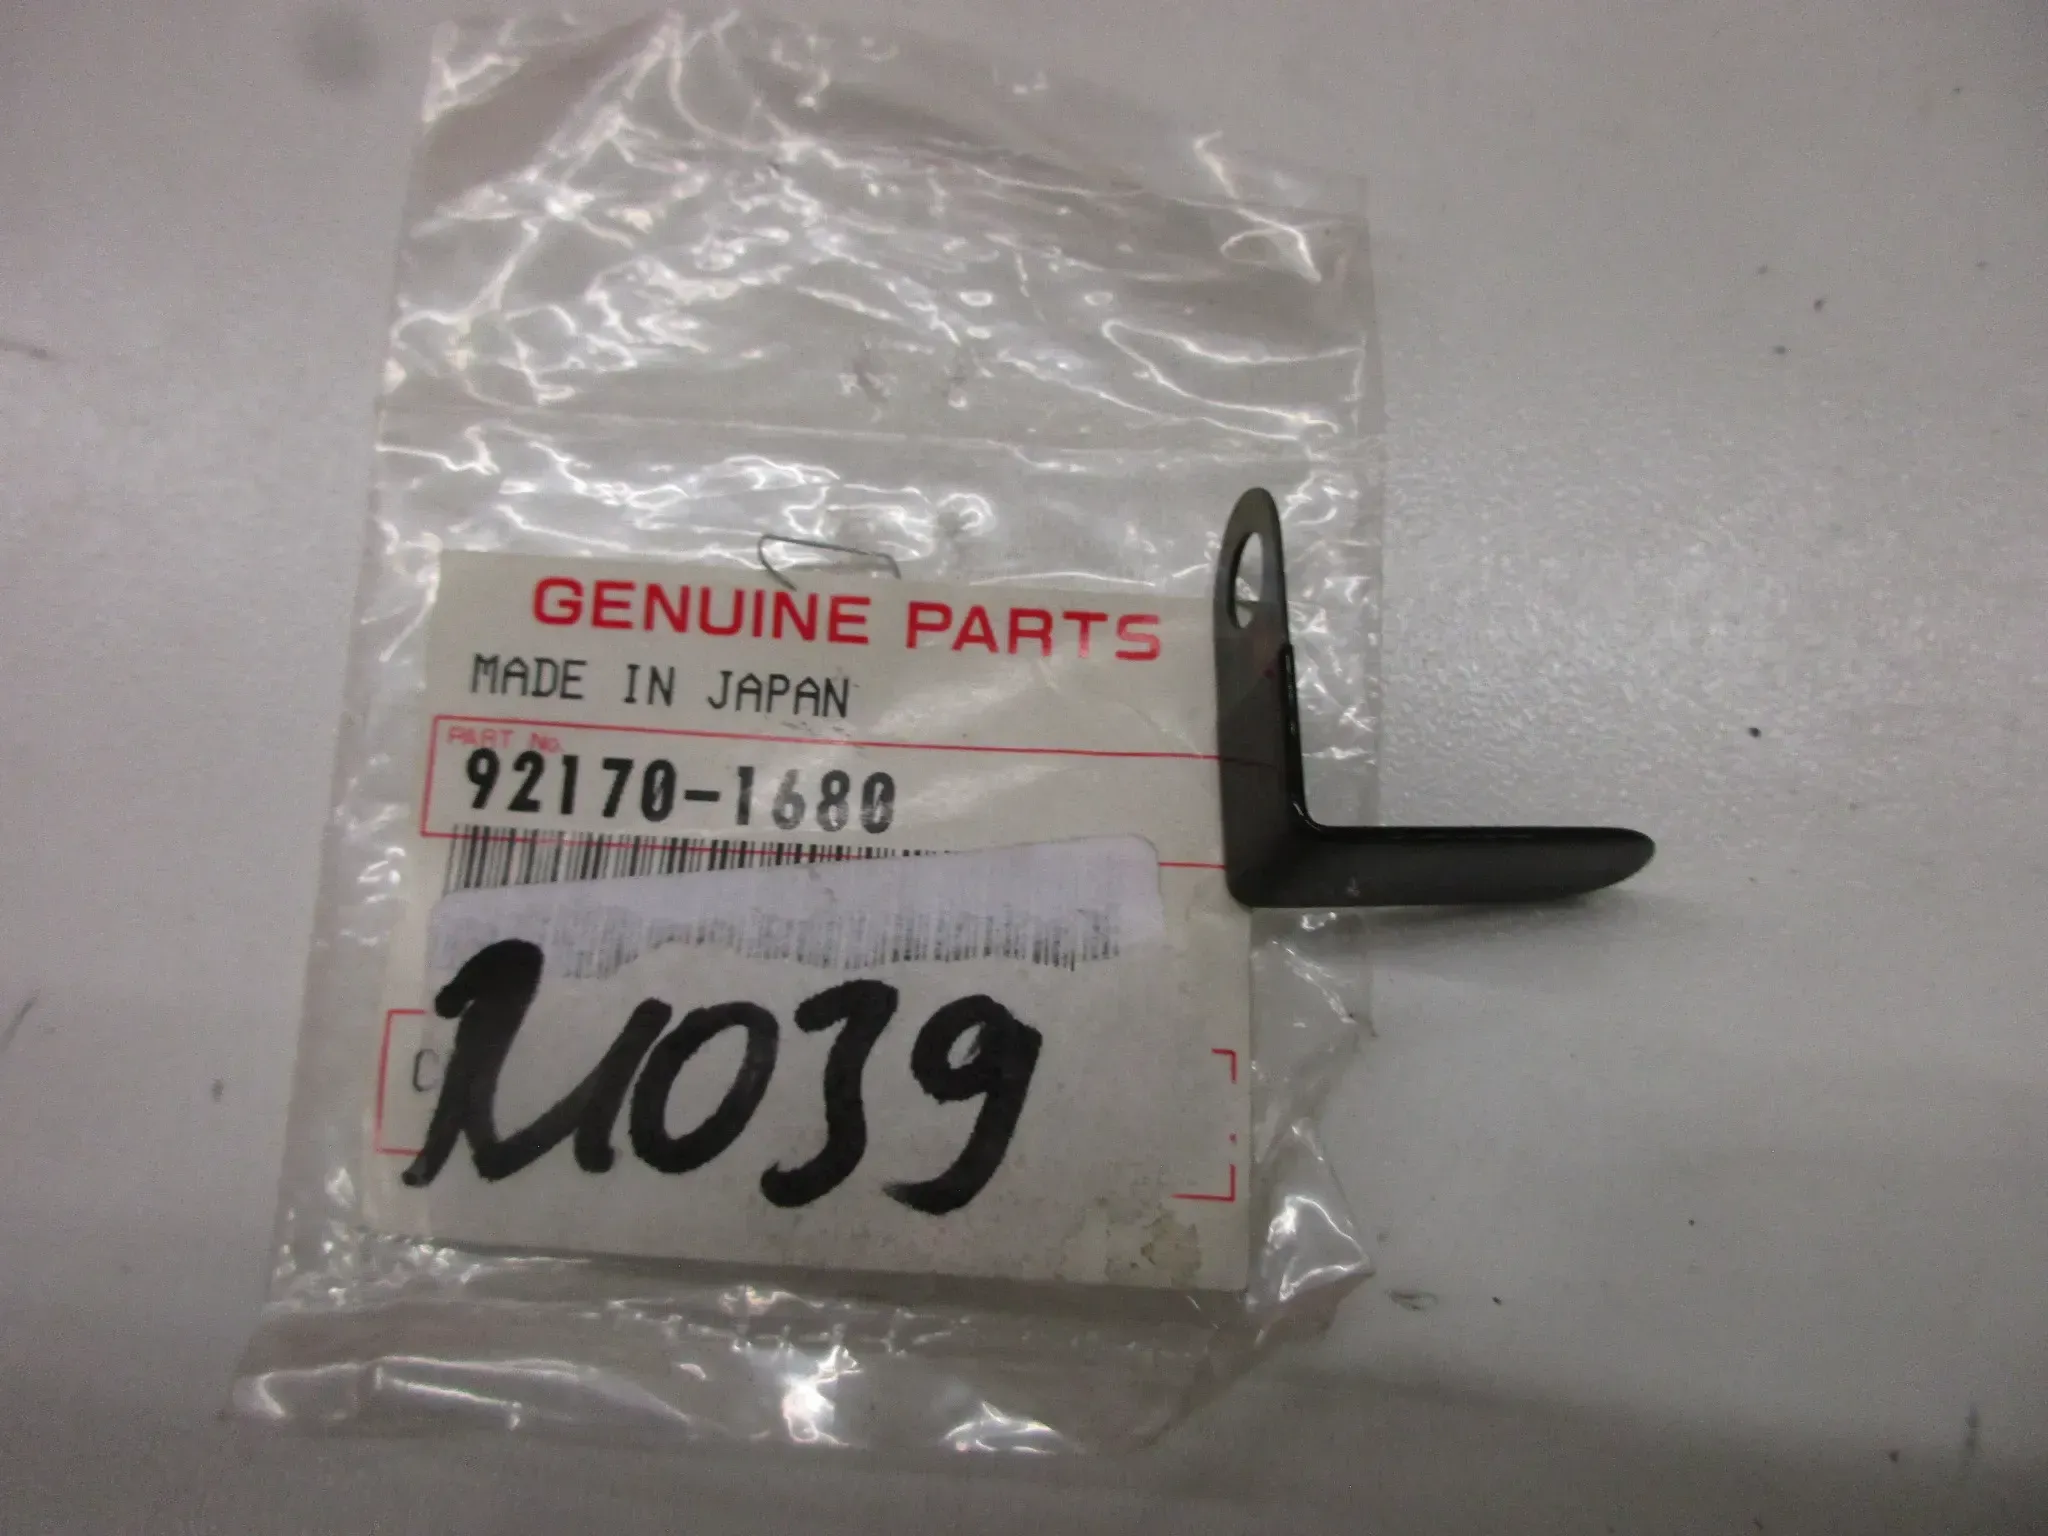 GENUINE PARTS
MADE IN JAPAN
PART No.
92170-1680
C
21039